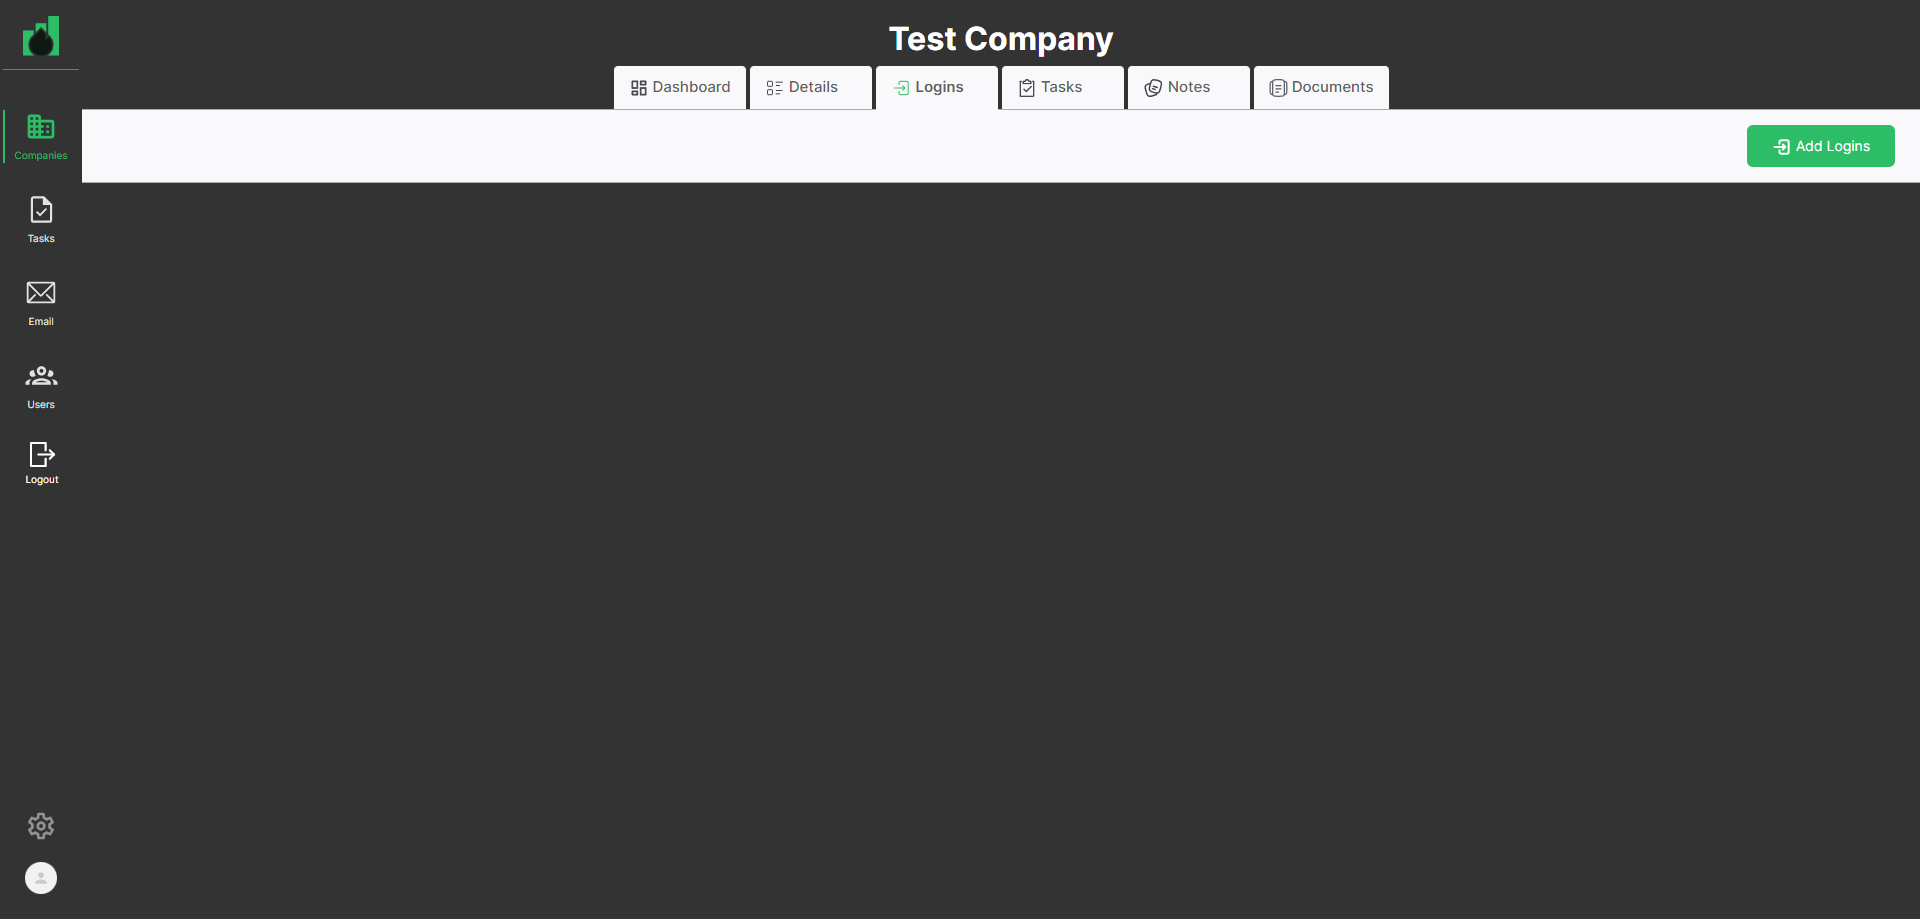 Test Company
Dashboard
Details
Logins
Tasks
Notes
Documents
Add Logins
Companies
Tasks
Email
Users
Logout